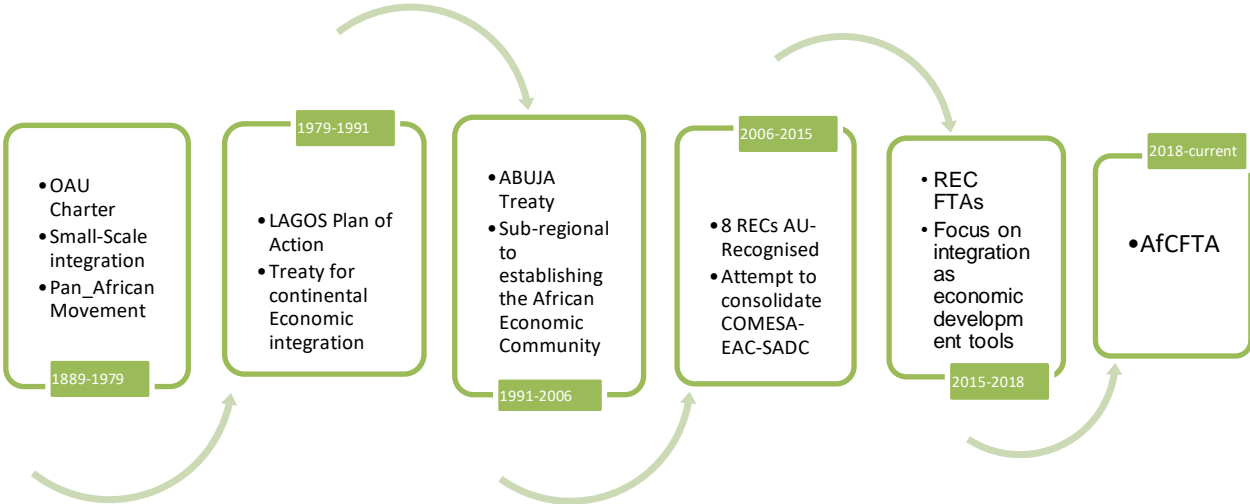 •OAU
Charter
•Small-Scale
integration
•Pan_African
Movement
1889-1979
1979-1991
•LAGOS Plan of
Action
•Treaty for
continental
Economic
integration
•ABUJA
Treaty
•Sub-regional
to
establishing
the African
Economic
Community
1991-2006
2006-2015
•8 RECs AU-
Recognised
•Attempt to
consolidate
COMESA-
EAC-SADC
• REC
FTAs
• Focus on
integration
as
economic
developm
ent tools
2015-2018
2018-current
•AfCFTA